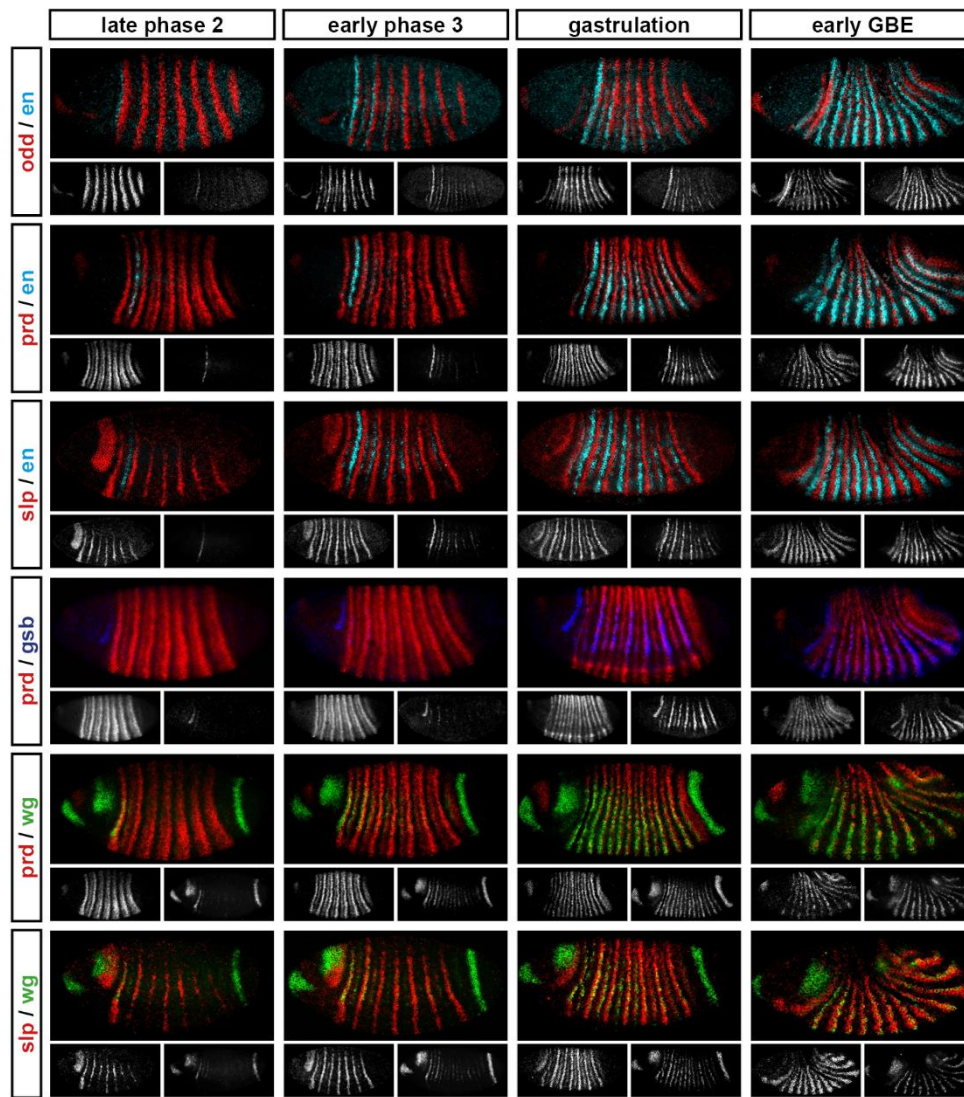 late phase 2
early phase 3
gastrulation
early GBE
odd / en
prd / en
slp / en
prd / gsb
prd / wg
slp / wg